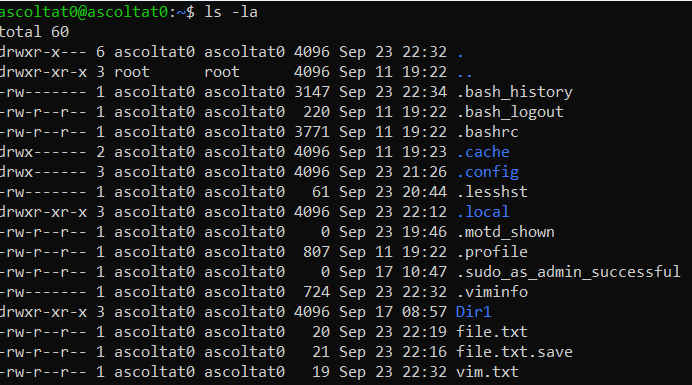 ascoltat0@ascoltat0:~$ ls -la
total 60
drwxr-x--- 6 ascoltat0 ascoltat0 4096 Sep 23 22:32 .
drwxr-xr-x 3 root      root      4096 Sep 11 19:22 ..
-rw------- 1 ascoltat0 ascoltat0 3147 Sep 23 22:34 .bash_history
-rw-r--r-- 1 ascoltat0 ascoltat0  220 Sep 11 19:22 .bash_logout
-rw-r--r-- 1 ascoltat0 ascoltat0 3771 Sep 11 19:22 .bashrc
drwx------ 2 ascoltat0 ascoltat0 4096 Sep 11 19:23 .cache
drwx------ 3 ascoltat0 ascoltat0 4096 Sep 23 21:26 .config
-rw------- 1 ascoltat0 ascoltat0   61 Sep 23 20:44 .lesshst
drwxr-xr-x 3 ascoltat0 ascoltat0 4096 Sep 23 22:12 .local
-rw-r--r-- 1 ascoltat0 ascoltat0    0 Sep 23 19:46 .motd_shown
-rw-r--r-- 1 ascoltat0 ascoltat0  807 Sep 11 19:22 .profile
-rw-r--r-- 1 ascoltat0 ascoltat0    0 Sep 17 10:47 .sudo_as_admin_successful
-rw------- 1 ascoltat0 ascoltat0  724 Sep 23 22:32 .viminfo
drwxr-xr-x 3 ascoltat0 ascoltat0 4096 Sep 17 08:57 Dir1
-rw-r--r-- 1 ascoltat0 ascoltat0   20 Sep 23 22:19 file.txt
-rw-r--r-- 1 ascoltat0 ascoltat0   21 Sep 23 22:16 file.txt.save
-rw-r--r-- 1 ascoltat0 ascoltat0   19 Sep 23 22:32 vim.txt